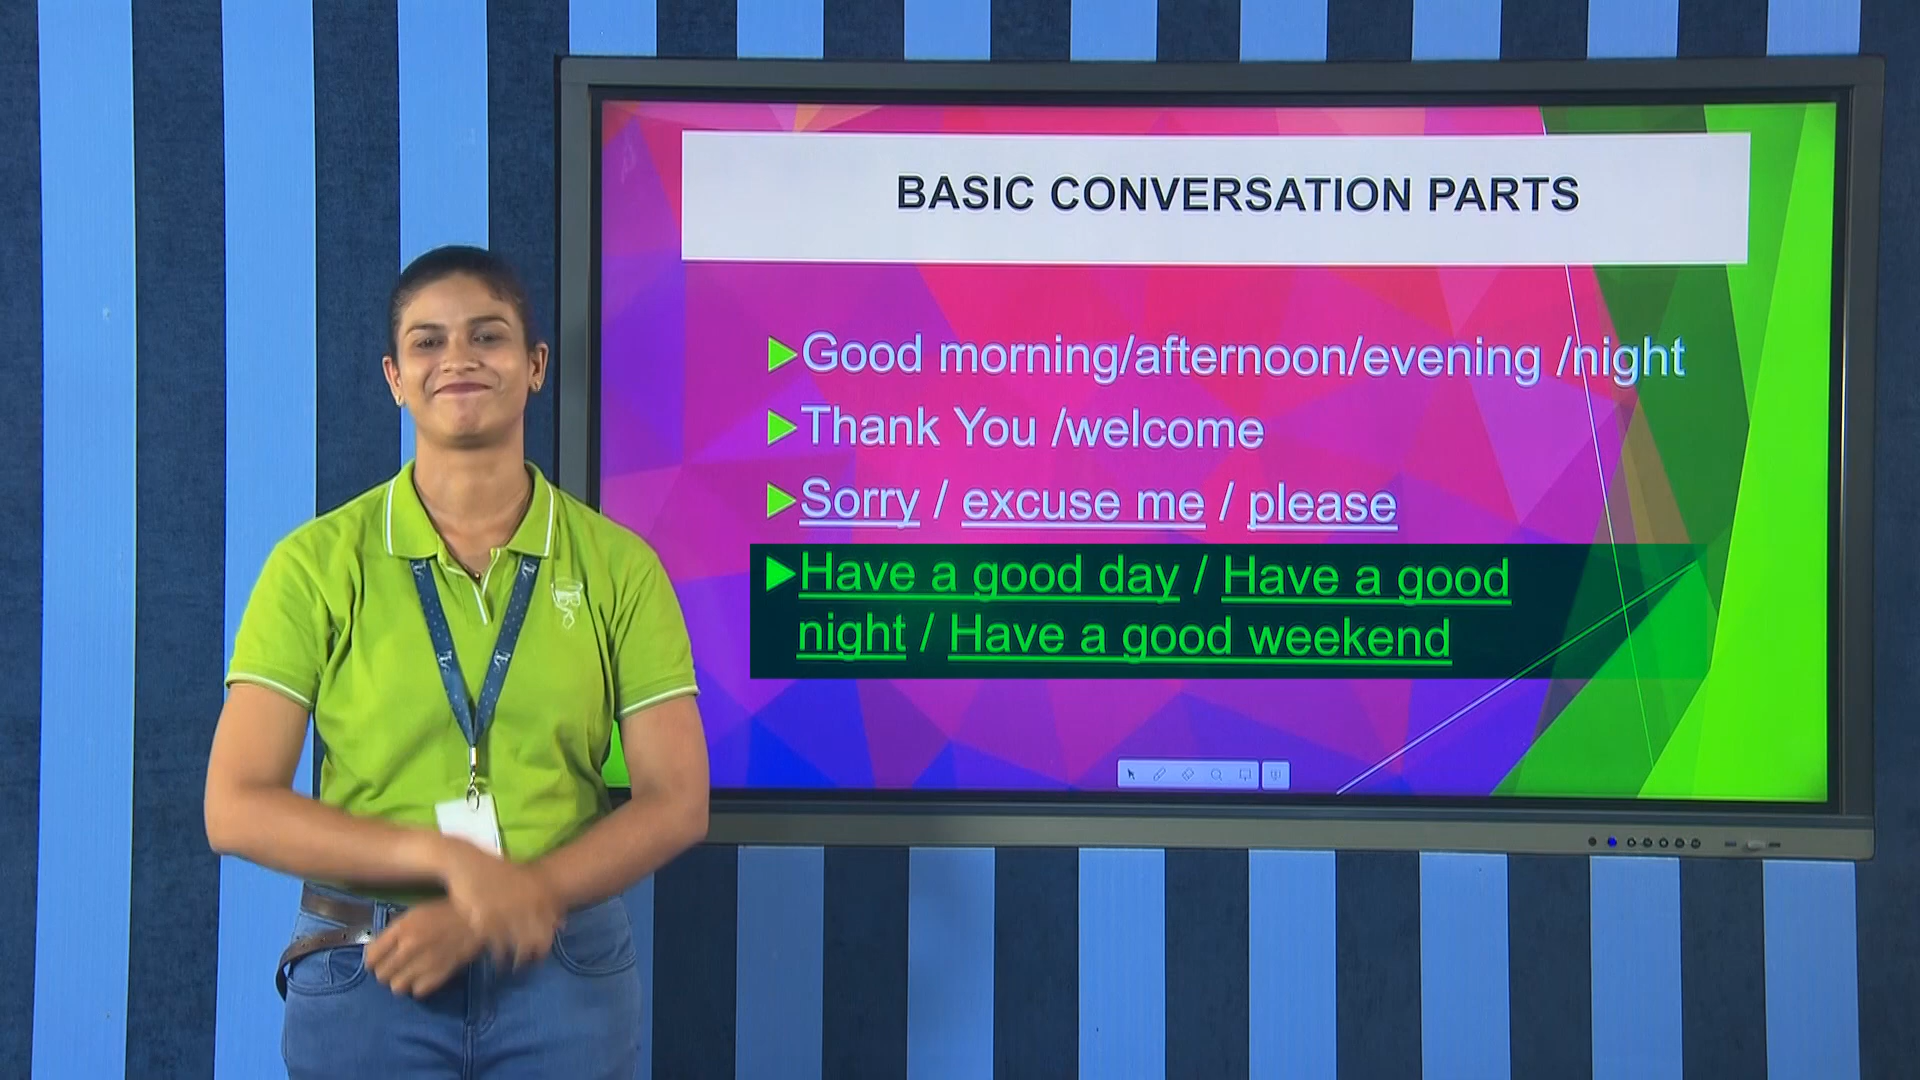 BASIC CONVERSATION PARTS
Good morning/afternoon/evening /night
Thank You /welcome
Sorry / excuse me / please
Have a good day / Have a good
night / Have a good weekend